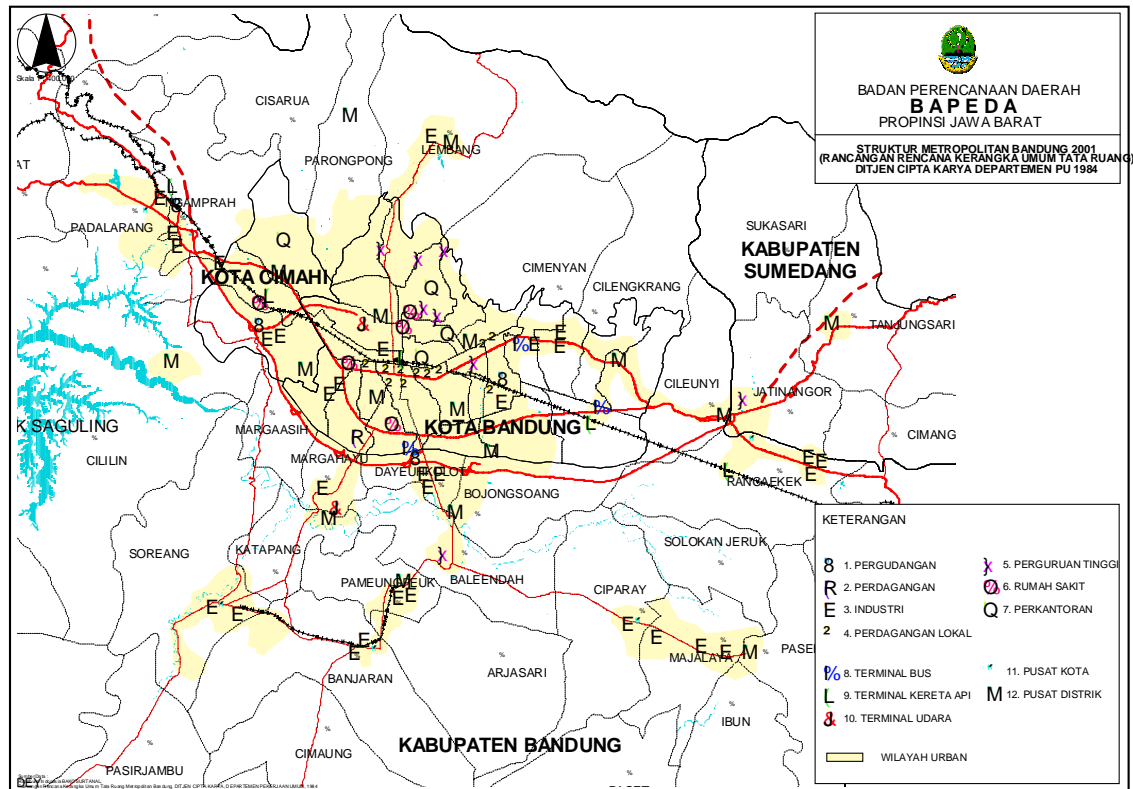 BADAN PERENCANAAN DAERAH
BAPEDA
PROPINSI JAWA BARAT
STRUKTUR METROPOLITAN BANDUNG 2001
(RANCANGAN RENCANA KERANGKA UMUM TATA RUANG)
DITJEN CIPTA KARYA DEPARTEMEN PU 1984
CISARUA
PARONGPONG
LEMBANG
NGAMPRAH
PADALARANG
KOTA CIMAHI
CIMENYAN
CILENGKRANG
SUKASARI
KABUPATEN
SUMEDANG
TANJUNGSARI
CILEUNYI
JATINANGOR
CIMANG
K SAGULING
CILILIN
MARGAASIH
KOTA BANDUNG
MARGAHAYU
DAYEUHKOLOT
BOJONGSOANG
RANCAEKEK
SOREANG
KATAPANG
PAMEUNGPEUK
BALEENDAH
SOLOKAN JERUK
CIPARAY
MAJALAYA
PASE
BANJARAN
ARJASARI
IBUN
CIMAUNG
KABUPATEN BANDUNG
PASIRJAMBU
KETERANGAN
8 1. PERGUDANGAN
R 2. PERDAGANGAN
E 3. INDUSTRI
2 4. PERDAGANGAN LOKAL
5. PERGURUAN TINGGI
6. RUMAH SAKIT
Q 7. PERKANTORAN
8. TERMINAL BUS
L 9. TERMINAL KERETA API
& 10. TERMINAL UDARA
11. PUSAT KOTA
M 12. PUSAT DISTRIK
WILAYAH URBAN